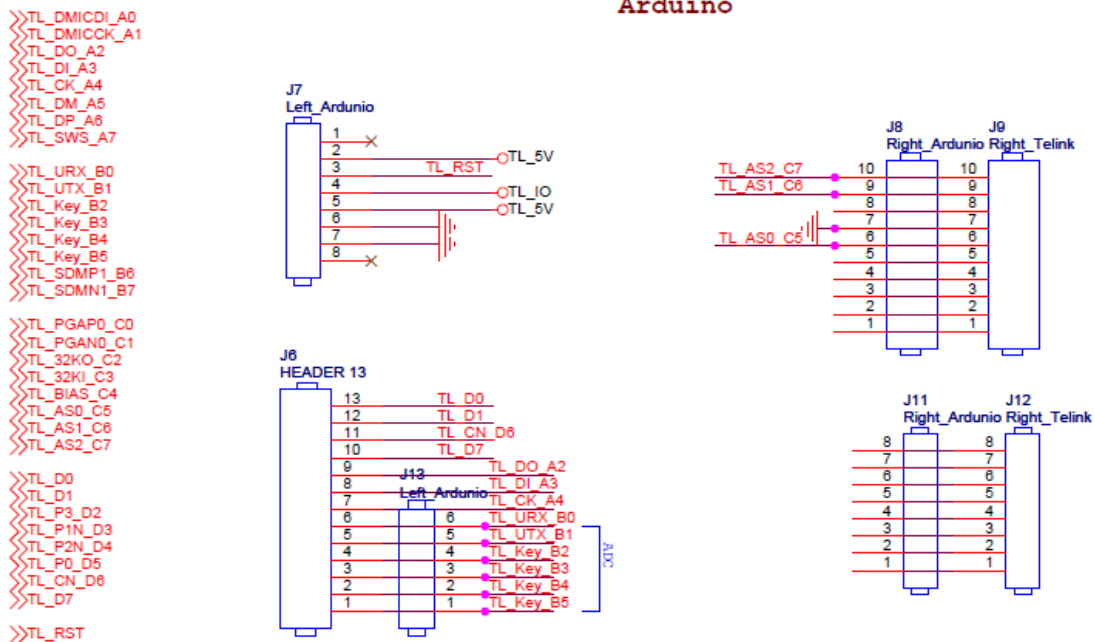 Arduino
TL_DMICDI_A0
TL_DMICCK_A1
TL_DO_A2
TL_DI_A3
TL_CK_A4
TL_DM_A5
TL_DP_A6
TL_SWS_A7
TL_URX_B0
TL_UTX_B1
TL_Key_B2
TL_Key_B3
TL_Key_B4
TL_Key_B5
TL_SDMP1_B6
TL_SDMN1_B7
TL_PGAP0_C0
TL_PGAN0_C1
TL_32KO_C2
TL_32KI_C3
TL_BIAS_C4
TL_AS0_C5
TL_AS1_C6
TL_AS2_C7
TL_D0
TL_D1
TL_P3_D2
TL_P1N_D3
TL_P2N_D4
TL_P0_D5
TL_CN_D6
TL_D7
TL_RST
J7
Left_Ardunio
1
2 TL_5V
3 TL_RST
4 TL_IO
5 TL_5V
6
7
8
J6
HEADER 13
13 TL_D0
12 TL_D1
11 TL_CN_D6
10 TL_D7
9 TL_DO_A2
8 TL_DI_A3
7 TL_CK_A4
J13
Left_Ardunio
6 6 TL_URX_B0
5 5 TL_UTX_B1
4 4 TL_Key_B2
3 3 TL_Key_B3
2 2 TL_Key_B4
1 1 TL_Key_B5
ADC
J8 J9
Right_Ardunio Right_Telink
TL_AS2_C7 10 10
TL_AS1_C6 9 9
8 8
7 7
TL_AS0_C5 6 6
5 5
4 4
3 3
2 2
1 1
J11 J12
Right_Ardunio Right_Telink
8 8
7 7
6 6
5 5
4 4
3 3
2 2
1 1